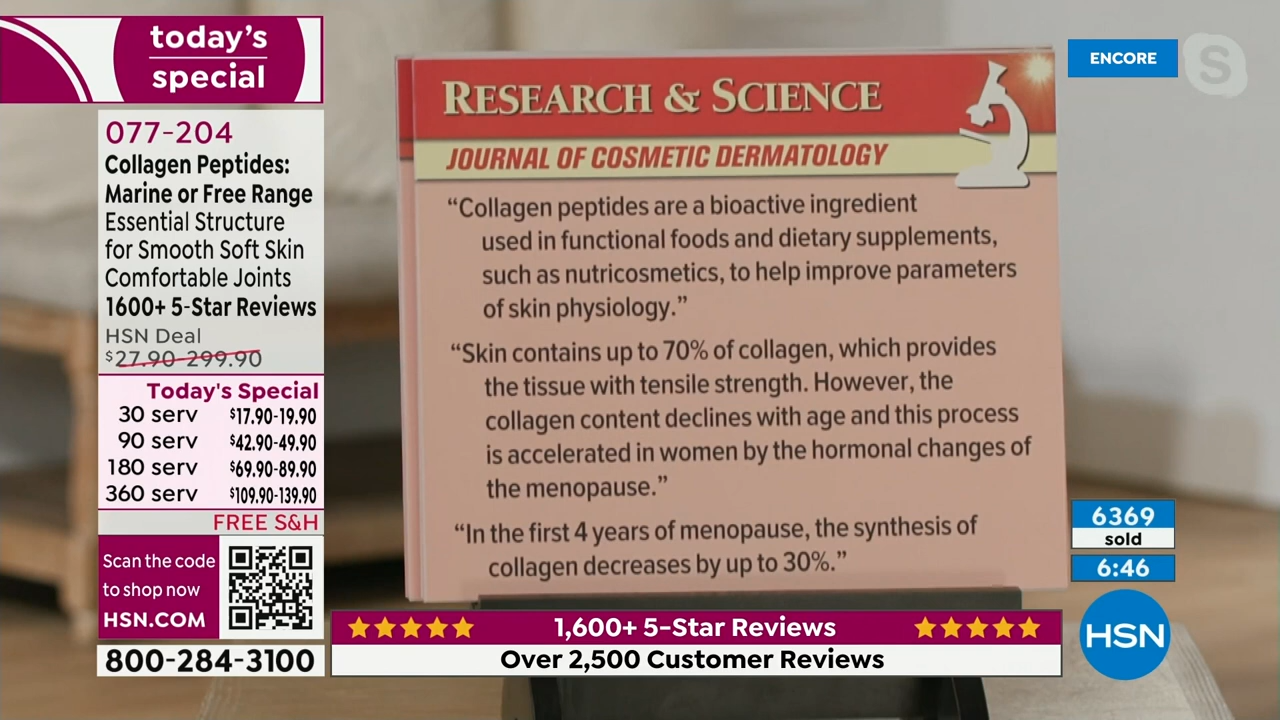 today's
special
077-204
Collagen Peptides:
Marine or Free Range
Essential Structure
for Smooth Soft Skin
Comfortable Joints
1600+ 5-Star Reviews
HSN Deal
$27.90-299.90
Today's Special
30 serv $17.90-19.90
90 serv $42.90-49.90
180 serv $69.90-89.90
360 serv $109.90-139.90
FREE S&H
Scan the code
to shop now
HSN.COM
800-284-3100
RESEARCH & SCIENCE
JOURNAL OF COSMETIC DERMATOLOGY
“Collagen peptides are a bioactive ingredient
used in functional foods and dietary supplements,
such as nutricosmetics, to help improve parameters
of skin physiology.”
“Skin contains up to 70% of collagen, which provides
the tissue with tensile strength. However, the
collagen content declines with age and this process
is accelerated in women by the hormonal changes of
the menopause.”
“In the first 4 years of menopause, the synthesis of
collagen decreases by up to 30%.”
ENCORE
S
6369
sold
6:46
HSN
1,600+ 5-Star Reviews
Over 2,500 Customer Reviews